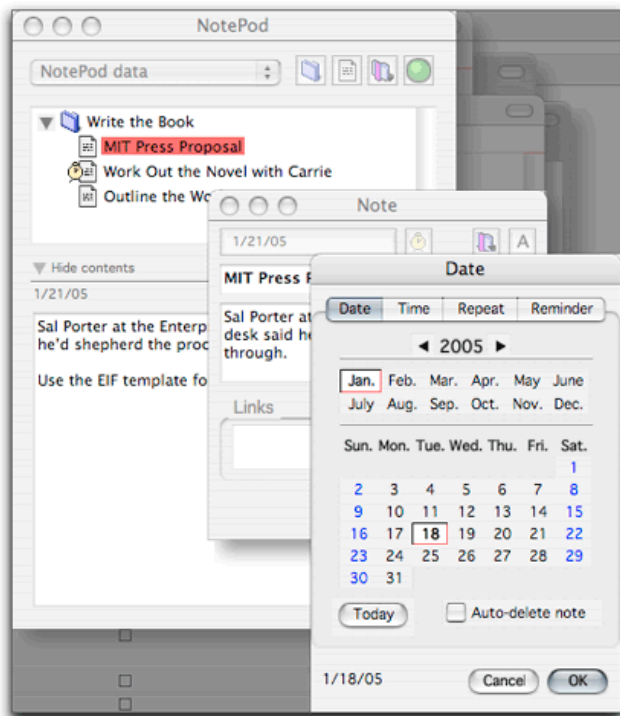 NotePod
NotePod data
Write the Book
MIT Press Proposal
Work Out the Novel with Carrie
Outline the Wo
Hide contents
1/21/05
Sal Porter at the Enterp
he'd shepherd the proc
Use the EIF template fo
Note
1/21/05
A
MIT Press
Sal Porter at
desk said he
through.
Links
Date
Date Time Repeat Reminder
2005
Jan. Feb. Mar. Apr. May June
July Aug. Sep. Oct. Nov. Dec.
Sun. Mon. Tue. Wed. Thu. Fri. Sat.
1
2 3 4 5 6 7 8
9 10 11 12 13 14 15
16 17 18 19 20 21 22
23 24 25 26 27 28 29
30 31
Today Auto-delete note
1/18/05 Cancel OK